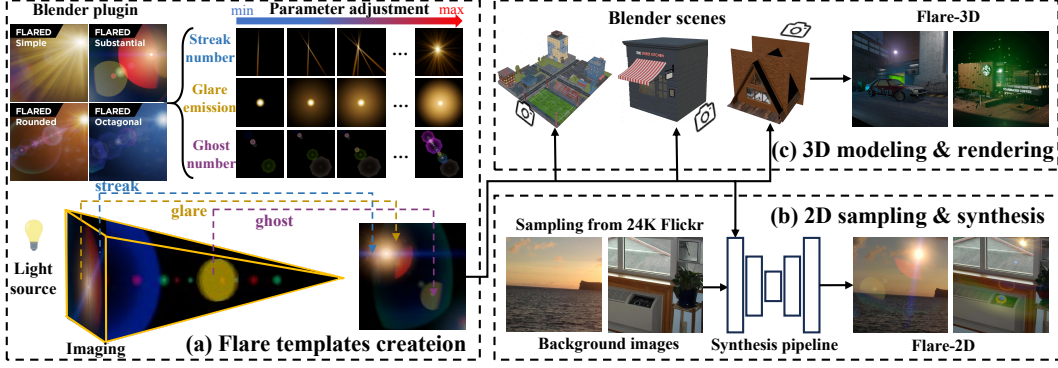 Blender plugin
Parameter adjustment
min
max
FLARED
Simple
FLARED
Substantial
FLARED
Rounded
FLARED
Octagonal
Streak
number
Glare
emission
Ghost
number
...
...
...
streak
glare
ghost
Light
source
Imaging
(a) Flare templates createion
Blender scenes
Flare-3D
(c) 3D modeling & rendering
(b) 2D sampling & synthesis
Sampling from 24K Flickr
Background images
Synthesis pipeline
Flare-2D